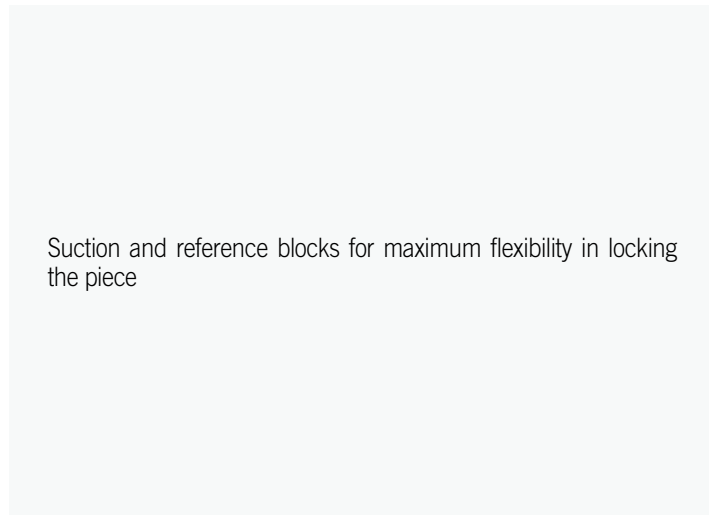 Suction and reference blocks for maximum flexibility in locking
the piece